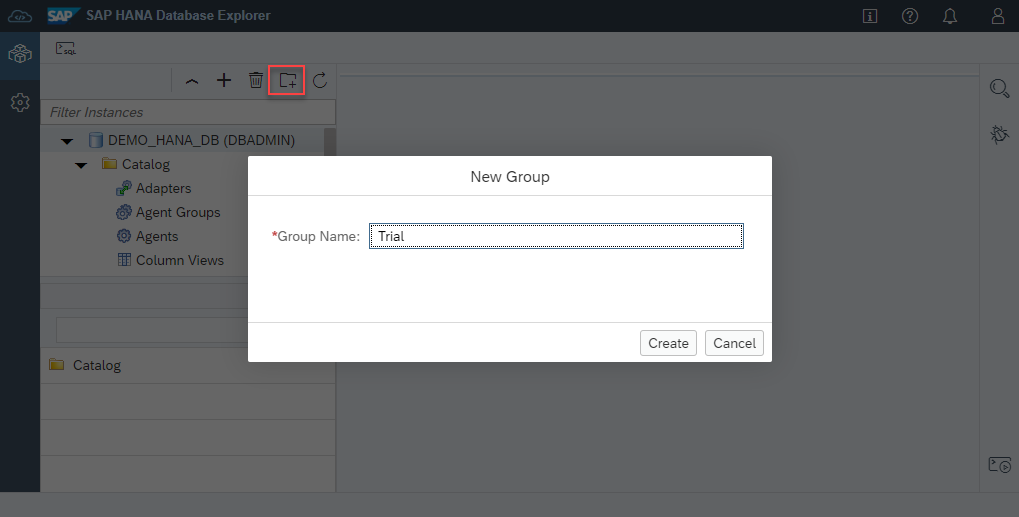 SAP SAP HANA Database Explorer
SQL
Filter Instances
DEMO_HANA_DB (DBADMIN)
Catalog
Adapters
Agent Groups
Agents
Column Views
Catalog
New Group
*Group Name: Trial
Create Cancel